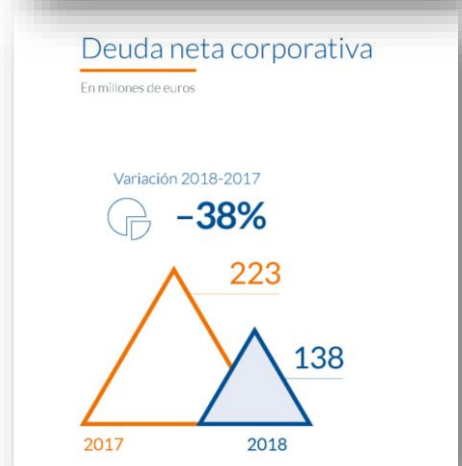 Deuda neta corporativa
En millones de euros
Variación 2018-2017
–38%
223
138
2017
2018